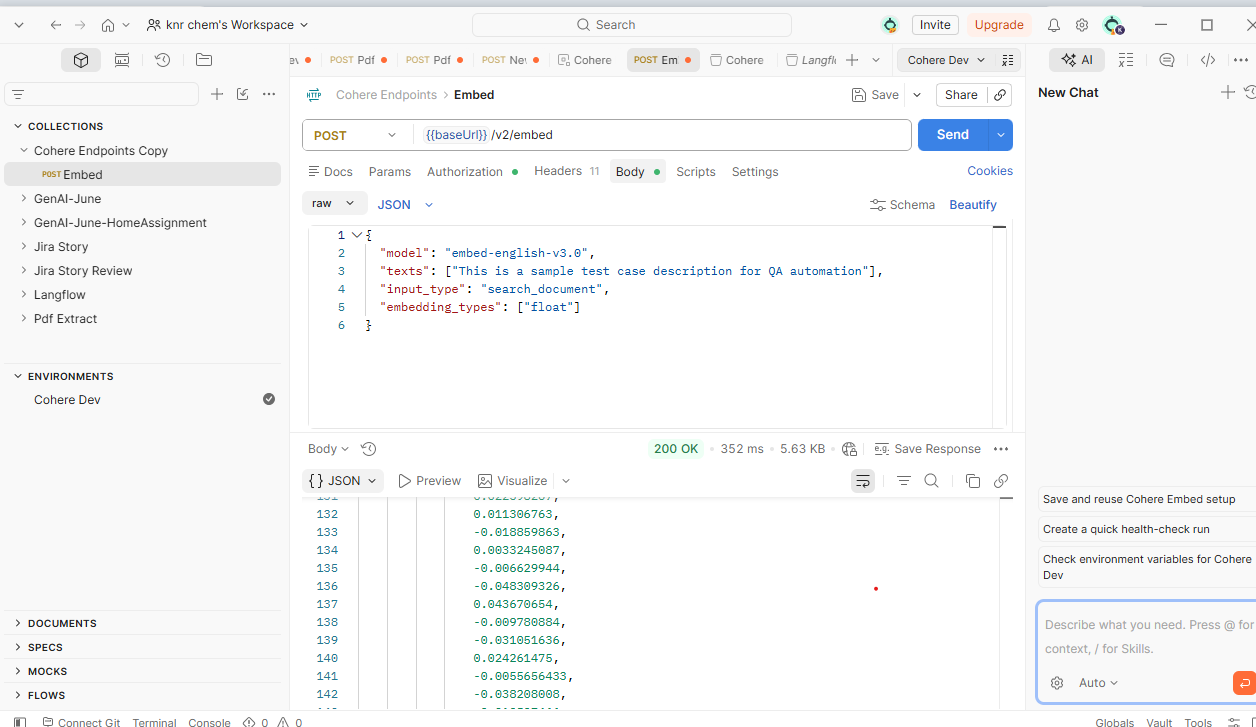 knr chem's Workspace
Search
Invite
Upgrade
POST Pdf
POST Pdf
POST Nev
Cohere
POST Em
Cohere
Langfl
Cohere Dev
AI
HTTP
Cohere Endpoints > Embed
Save
Share
New Chat
COLLECTIONS
Cohere Endpoints Copy
POST Embed
GenAI-June
GenAI-June-HomeAssignment
Jira Story
Jira Story Review
Langflow
Pdf Extract
ENVIRONMENTS
Cohere Dev
DOCUMENTS
SPECS
MOCKS
FLOWS
POST
{{baseUrl}} /v2/embed
Send
Docs
Params
Authorization
Headers 11
Body
Scripts
Settings
Cookies
raw
JSON
Schema
Beautify
1 {
2 "model": "embed-english-v3.0",
3 "texts": ["This is a sample test case description for QA automation"],
4 "input_type": "search_document",
5 "embedding_types": ["float"]
6 }
Body
200 OK
352 ms
5.63 KB
e.g. Save Response
{} JSON
Preview
Visualize
132 0.011306763,
133 -0.018859863,
134 0.0033245087,
135 -0.006629944,
136 -0.048309326,
137 0.043670654,
138 -0.009780884,
139 -0.031051636,
140 0.024261475,
141 -0.0055656433,
142 -0.038208008,
Save and reuse Cohere Embed setup
Create a quick health-check run
Check environment variables for Cohere
Dev
Describe what you need. Press @ for
context, / for Skills.
Auto
Connect Git
Terminal
Console
0
0
Globals
Vault
Tools